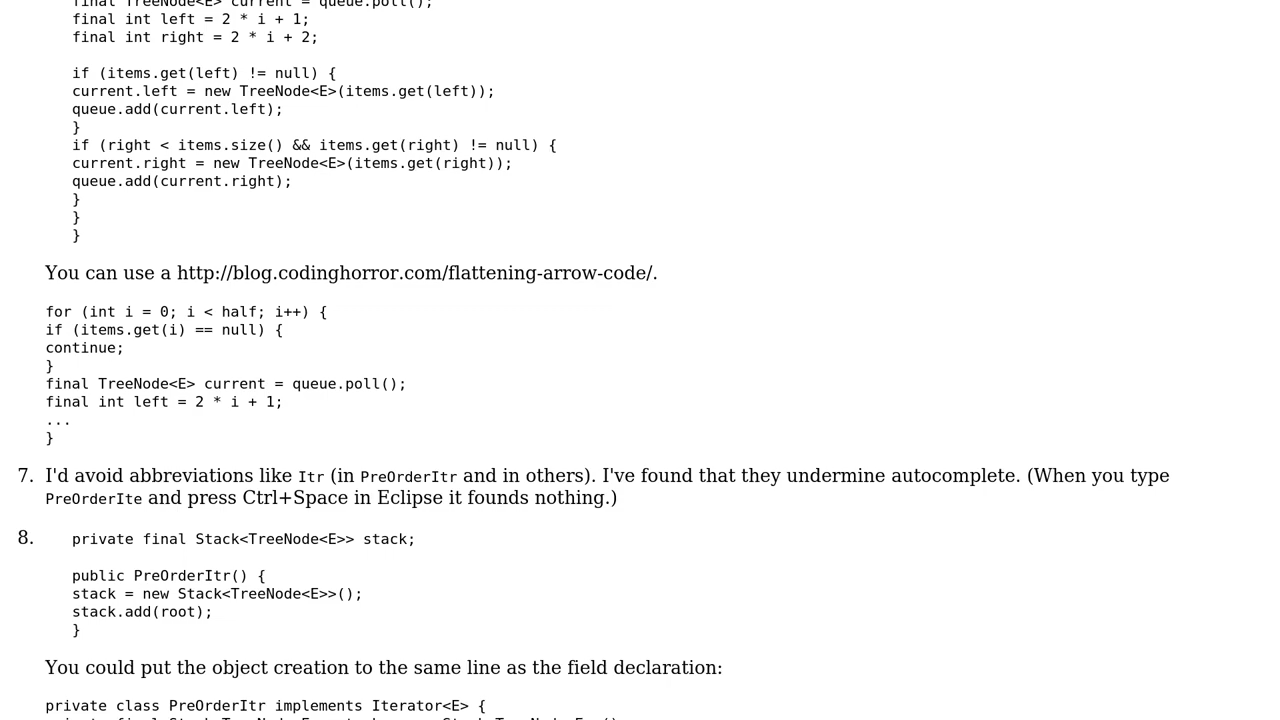 final TreeNode<E> current = queue.poll();
final int left = 2 * i + 1;
final int right = 2 * i + 2;
if (items.get(left) != null) {
current.left = new TreeNode<E>(items.get(left));
queue.add(current.left);
}
if (right < items.size() && items.get(right) != null) {
current.right = new TreeNode<E>(items.get(right));
queue.add(current.right);
}
}
}
You can use a http://blog.codinghorror.com/flattening-arrow-code/.
for (int i = 0; i < half; i++) {
if (items.get(i) == null) {
continue;
}
final TreeNode<E> current = queue.poll();
final int left = 2 * i + 1;
...
}
7. I'd avoid abbreviations like Itr (in PreOrderItr and in others). I've found that they undermine autocomplete. (When you type
PreOrderIte and press Ctrl+Space in Eclipse it founds nothing.)
8. private final Stack<TreeNode<E>> stack;
public PreOrderItr() {
stack = new Stack<TreeNode<E>>();
stack.add(root);
}
You could put the object creation to the same line as the field declaration:
private class PreOrderItr implements Iterator<E> {